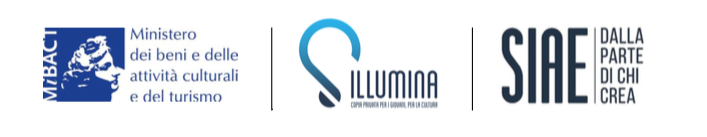 MiBACT
Ministero
dei beni e delle
attività culturali
e del turismo
ILLUMINA
COPIA PRIVATA PER I GIOVANI, PER LA CULTURA
SIAE
DALLA
PARTE
DI CHI
CREA